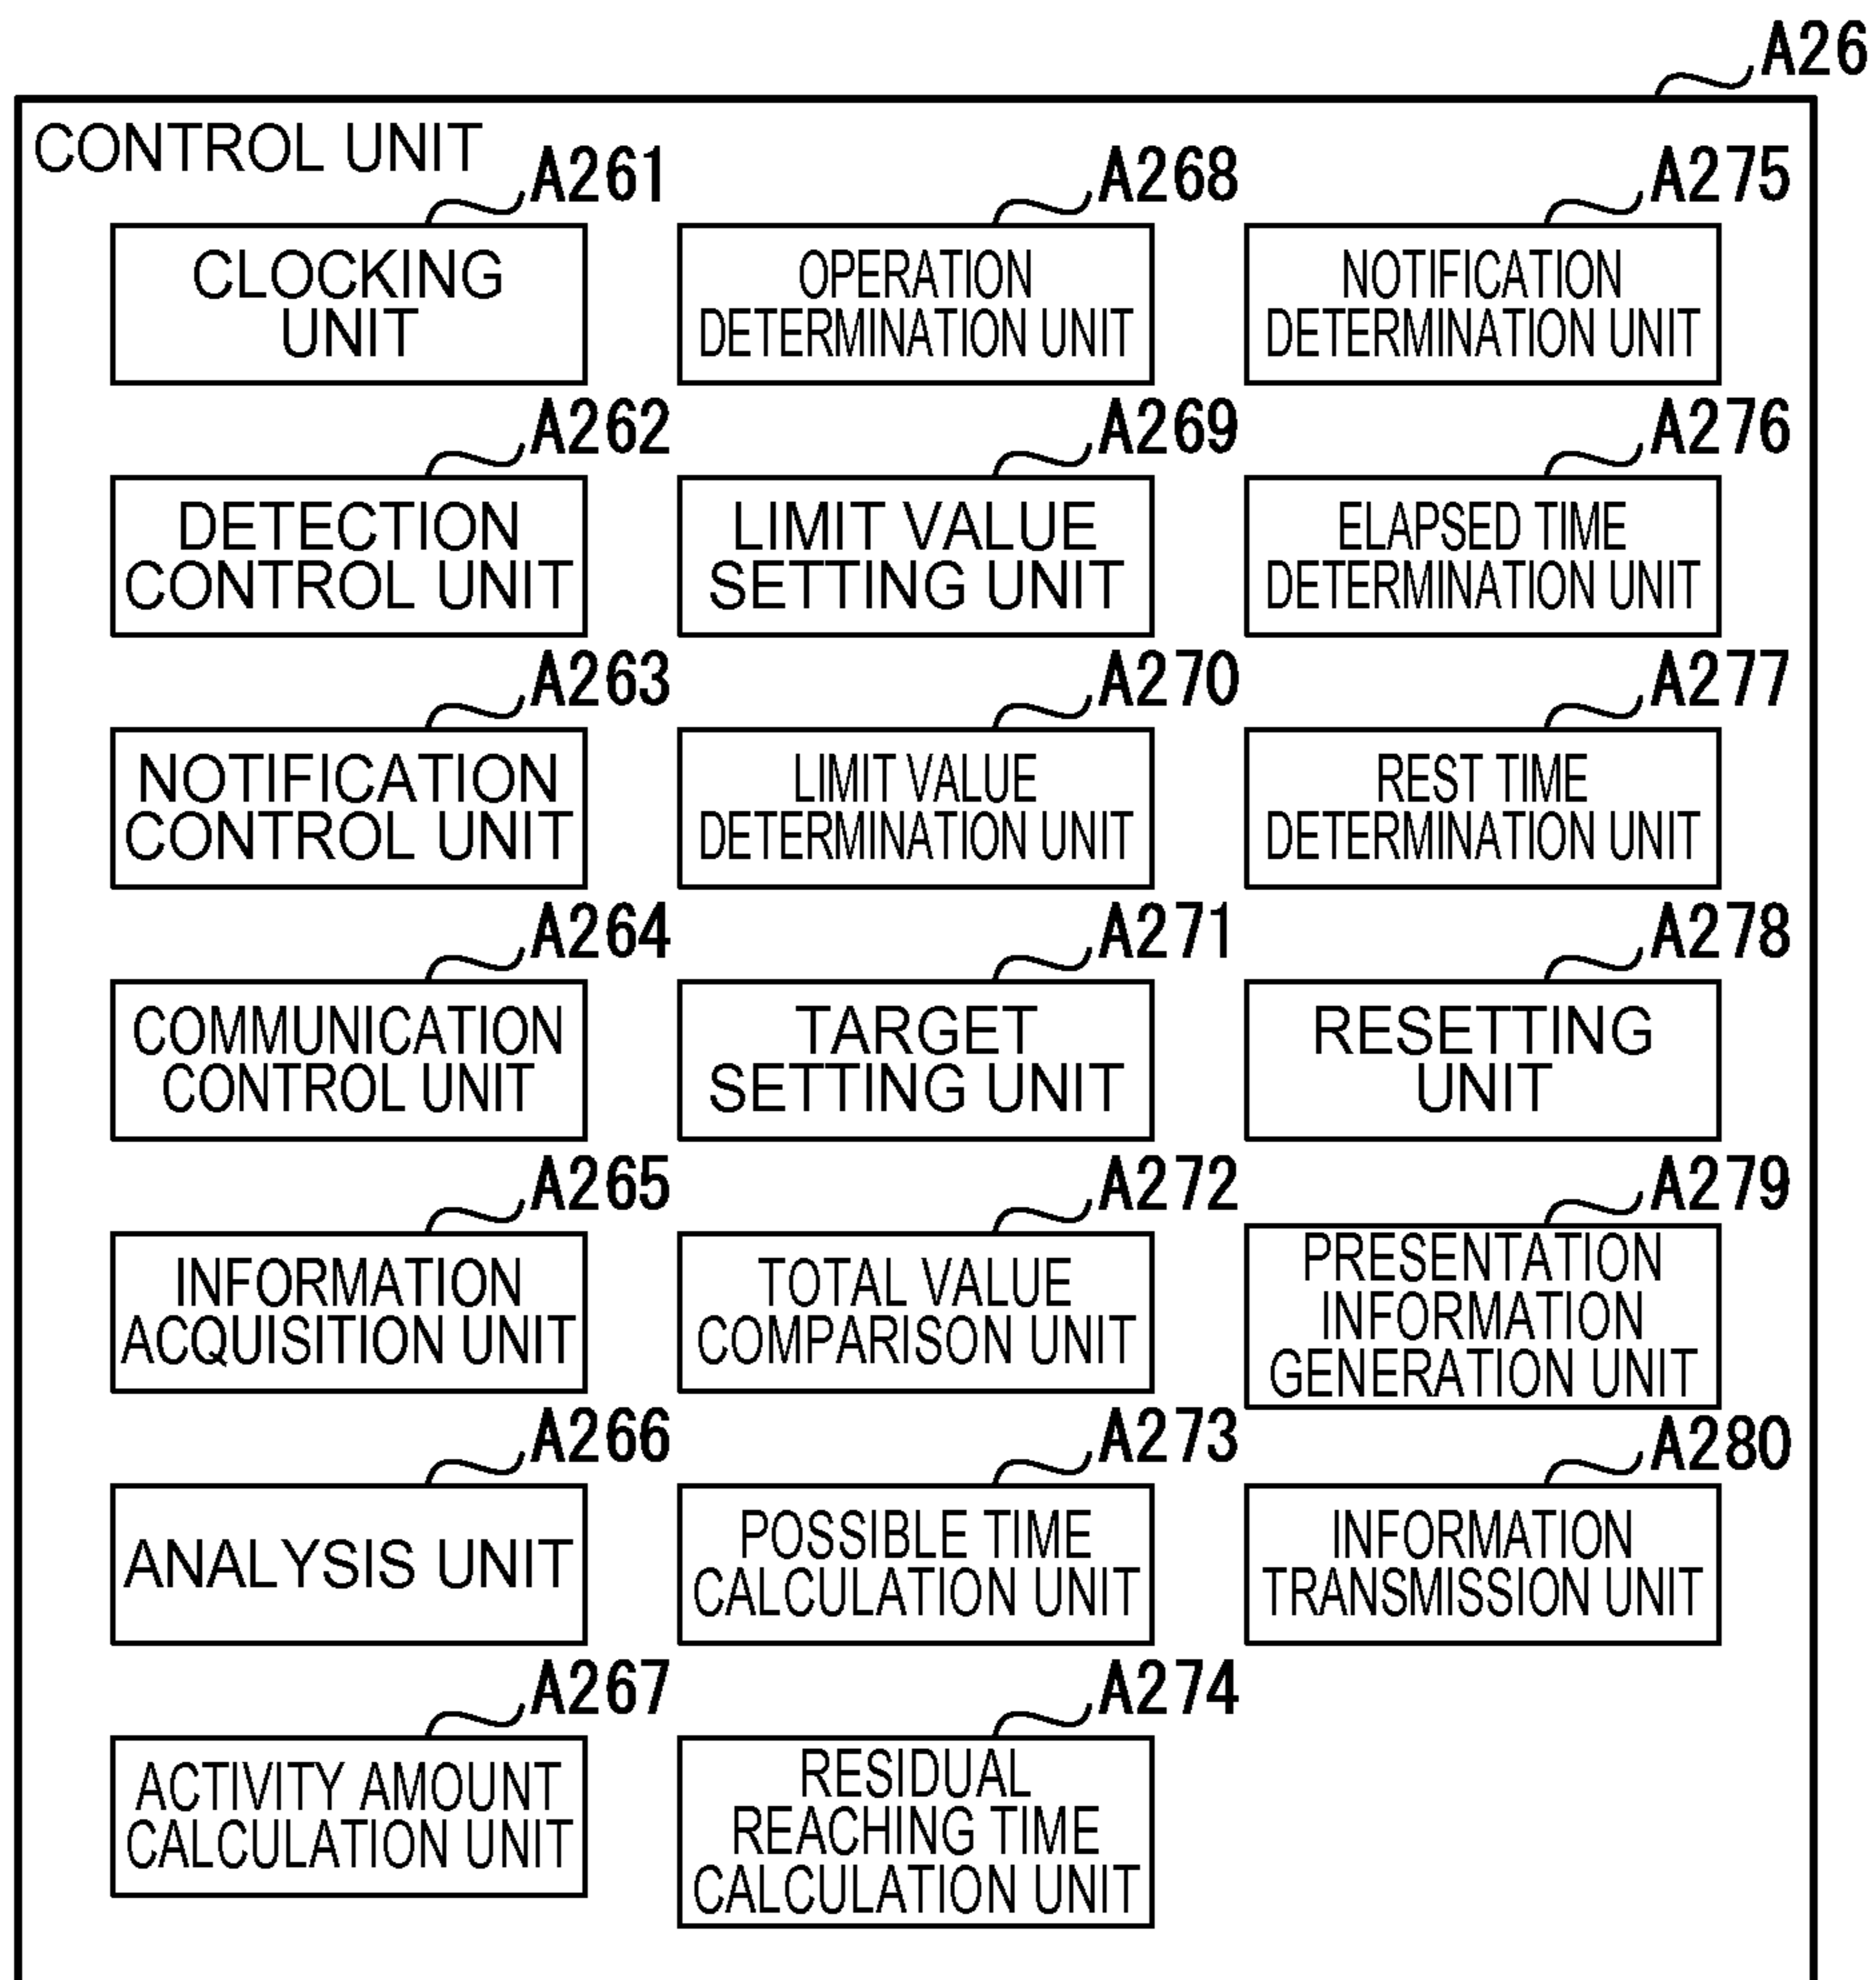 A26
CONTROL UNIT
A261
CLOCKING
UNIT
A262
DETECTION
CONTROL UNIT
A263
NOTIFICATION
CONTROL UNIT
A264
COMMUNICATION
CONTROL UNIT
A265
INFORMATION
ACQUISITION UNIT
A266
ANALYSIS UNIT
A267
ACTIVITY AMOUNT
CALCULATION UNIT
A268
OPERATION
DETERMINATION UNIT
A269
LIMIT VALUE
SETTING UNIT
A270
LIMIT VALUE
DETERMINATION UNIT
A271
TARGET
SETTING UNIT
A272
TOTAL VALUE
COMPARISON UNIT
A273
POSSIBLE TIME
CALCULATION UNIT
A274
RESIDUAL
REACHING TIME
CALCULATION UNIT
A275
NOTIFICATION
DETERMINATION UNIT
A276
ELAPSED TIME
DETERMINATION UNIT
A277
REST TIME
DETERMINATION UNIT
A278
RESETTING
UNIT
A279
PRESENTATION
INFORMATION
GENERATION UNIT
A280
INFORMATION
TRANSMISSION UNIT